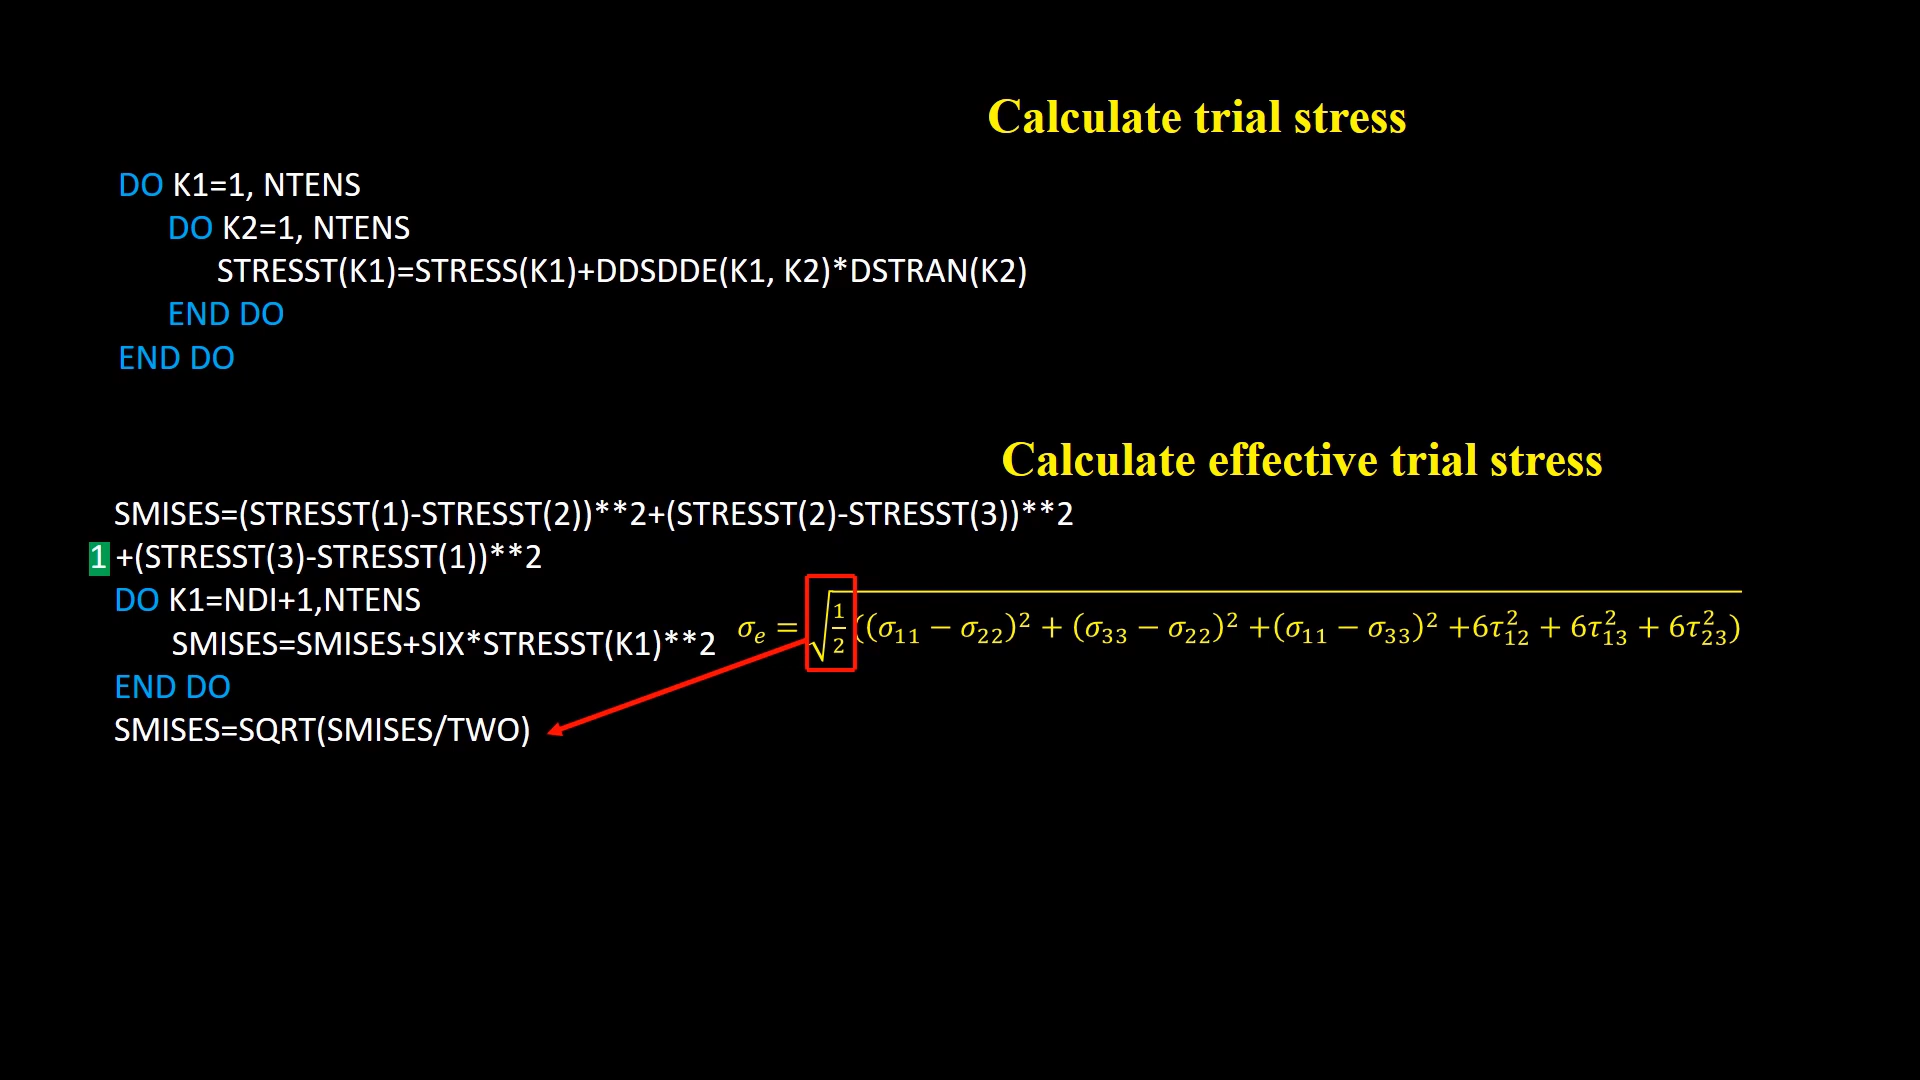 Calculate trial stress
DO K1=1, NTENS
DO K2=1, NTENS
STRESST(K1)=STRESS(K1)+DDSDDE(K1, K2)*DSTRAN(K2)
END DO
END DO
Calculate effective trial stress
SMISES=(STRESST(1)-STRESST(2))**2+(STRESST(2)-STRESST(3))**2
1 +(STRESST(3)-STRESST(1))**2
DO K1=NDI+1,NTENS
SMISES=SMISES+SIX*STRESST(K1)**2
σₑ = √(1/2 ((σ₁₁ − σ₂₂)² + (σ₃₃ − σ₂₂)² +(σ₁₁ − σ₃₃)² +6τ₁₂² + 6τ₁₃² + 6τ₂₃²))
END DO
SMISES=SQRT(SMISES/TWO)